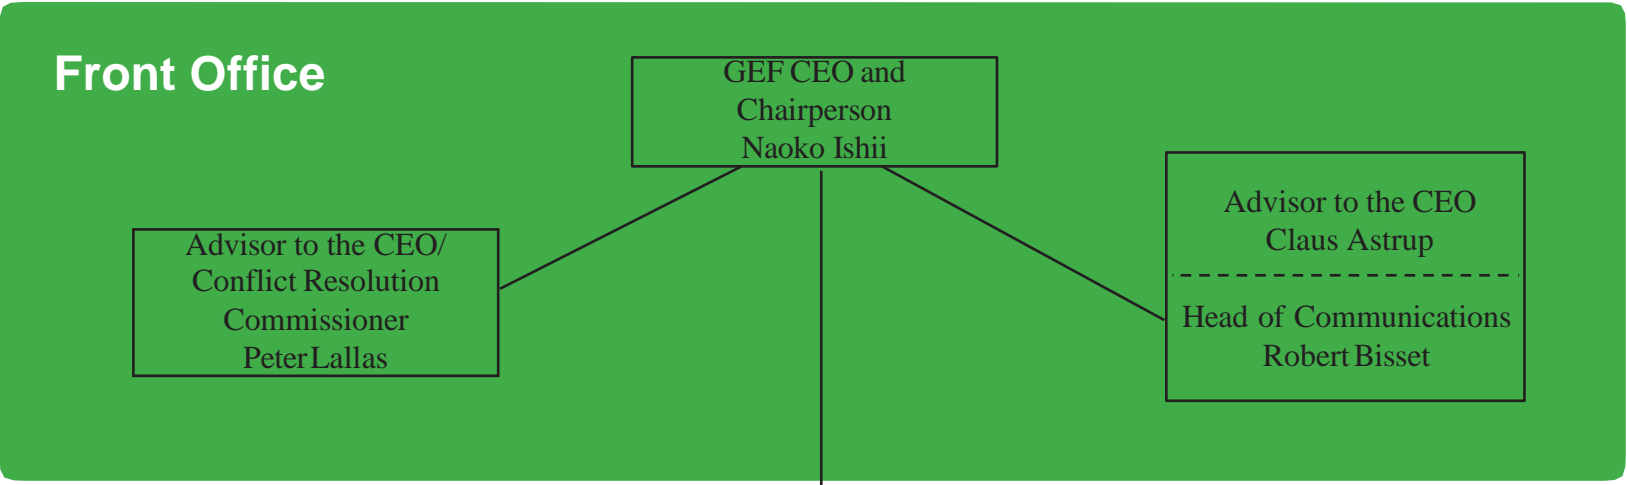 Front Office
GEF CEO and
Chairperson
Naoko Ishii
Advisor to the CEO/
Conflict Resolution
Commissioner
Peter Lallas
Advisor to the CEO
Claus Astrup
Head of Communications
Robert Bisset